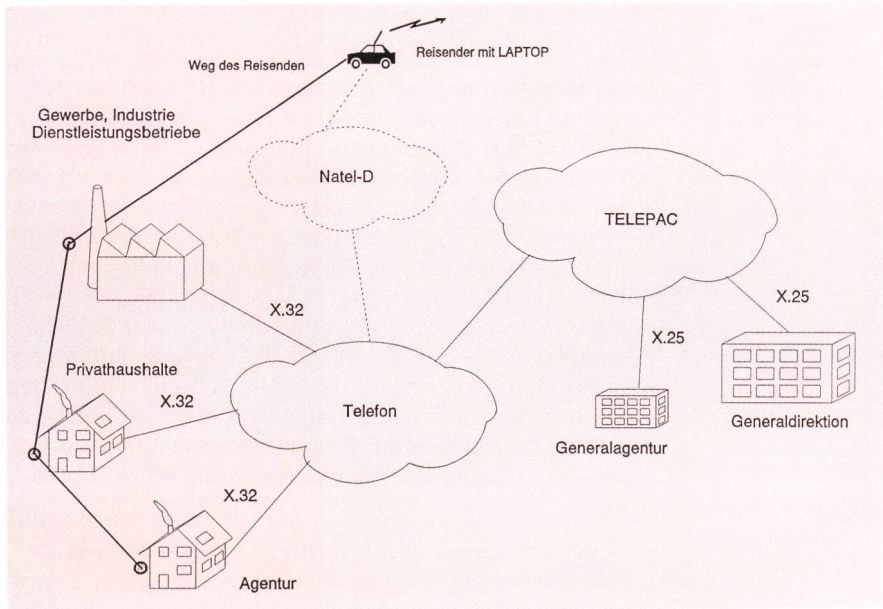 Reisender mit LAPTOP
Weg des Reisenden
Gewerbe, Industrie
Dienstleistungsbetriebe
Natel-D
TELEPAC
X.32
X.25
X.25
Privathaushalte
X.32
Telefon
Generaldirektion
Generalagentur
X.32
Agentur